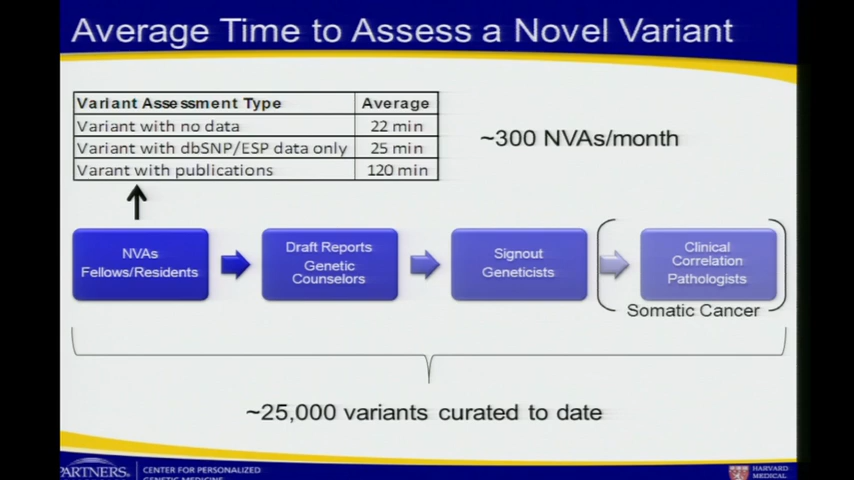 Average Time to Assess a Novel Variant
Variant Assessment Type Average
Variant with no data 22 min
Variant with dbSNP/ESP data only 25 min
Varant with publications 120 min
~300 NVAs/month
NVAs
Fellows/Residents
Draft Reports
Genetic
Counselors
Signout
Geneticists
Clinical
Correlation
Pathologists
Somatic Cancer
~25,000 variants curated to date
PARTNERS.
CENTER FOR PERSONALIZED
GENETIC MEDICINE
HARVARD
MEDICAL